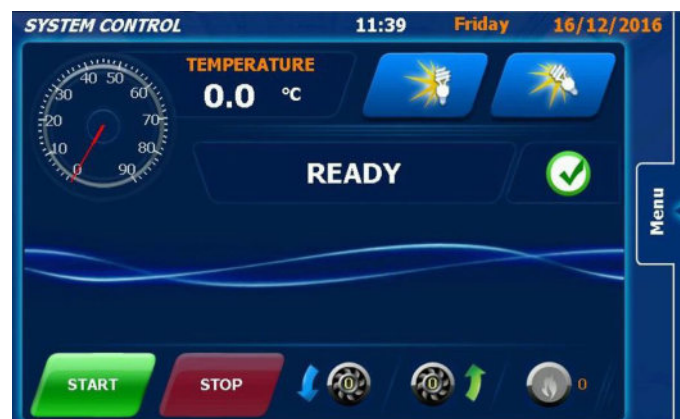 SYSTEM CONTROL 11:39 Friday 16/12/2016
TEMPERATURE
0.0 °C
40 50
30 60
20 70
10 80
0 90
READY
Menu
START STOP 0 0 0